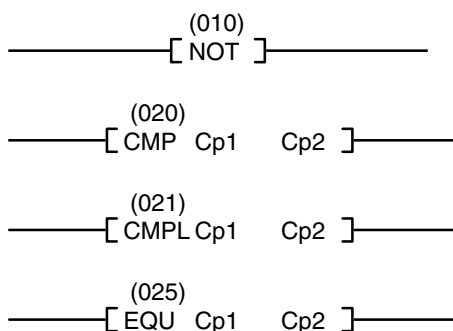 (010)
NOT
(020)
CMP Cp1 Cp2
(021)
CMPL Cp1 Cp2
(025)
EQU Cp1 Cp2